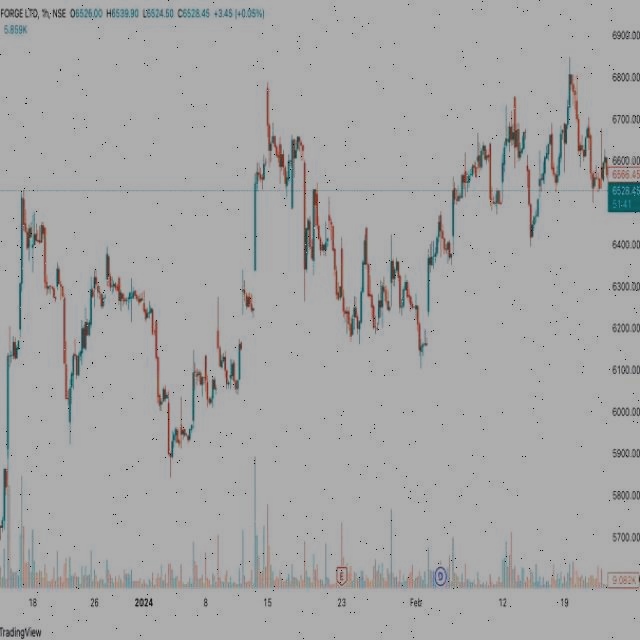 FORGE LTD, 1h, NSE O6526.00 H6539.90 L6524.50 C6528.45 +3.45 (+0.05%)
5.859K
6900.00
6800.00
6700.00
6600.00
6566.45
6528.45
51:41
6400.00
6300.00
6200.00
6100.00
6000.00
5900.00
5800.00
5700.00
9.082K
E
D
18 26 2024 8 15 23 Feb 12 19
TradingView